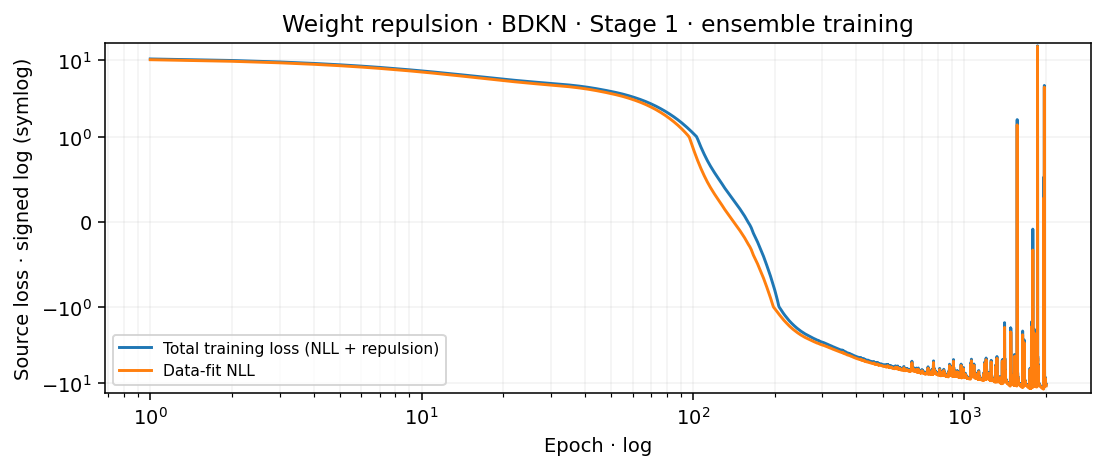 Weight repulsion · BDKN · Stage 1 · ensemble training
Source loss · signed log (symlog)
10¹
10⁰
0
−10⁰
−10¹
Total training loss (NLL + repulsion)
Data-fit NLL
10⁰ 10¹ 10² 10³
Epoch · log